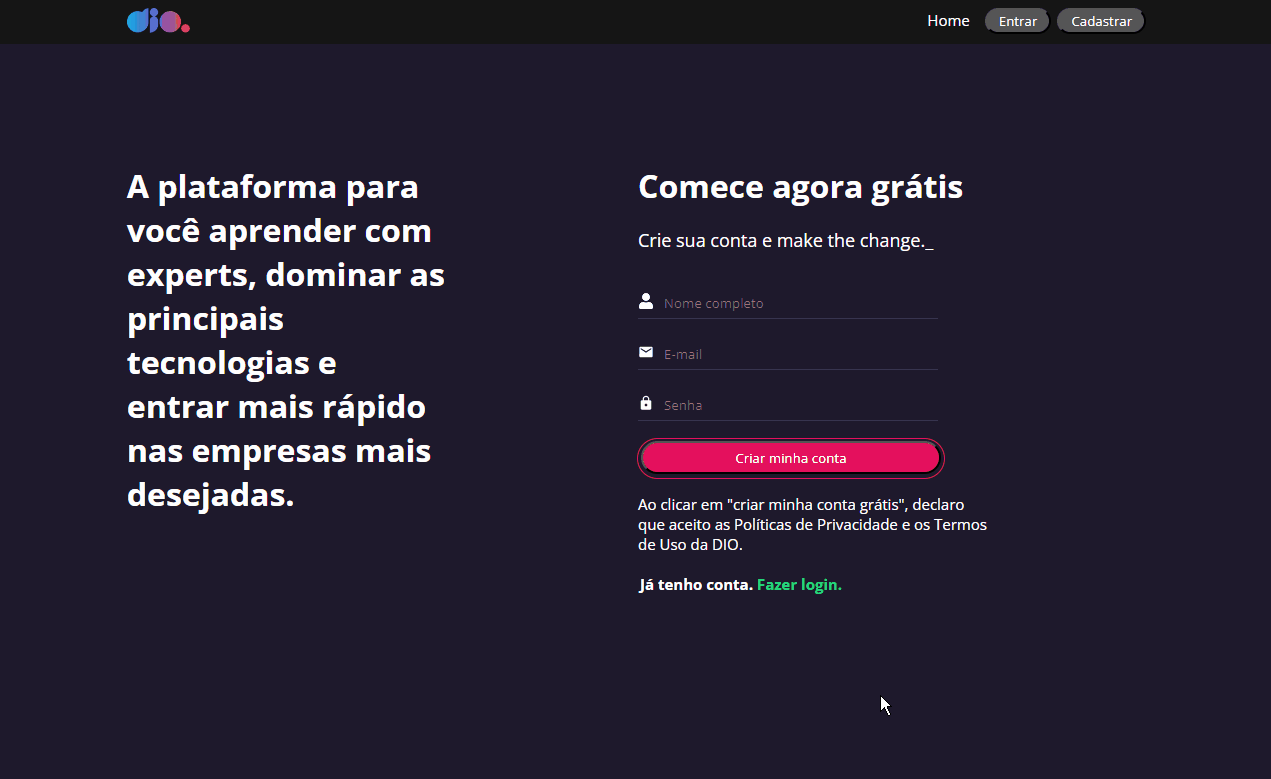 dio.
Home
Entrar
Cadastrar
A plataforma para
você aprender com
experts, dominar as
principais
tecnologias e
entrar mais rápido
nas empresas mais
desejadas.
Comece agora grátis
Crie sua conta e make the change._
Nome completo
E-mail
Senha
Criar minha conta
Ao clicar em "criar minha conta grátis", declaro
que aceito as Políticas de Privacidade e os Termos
de Uso da DIO.
Já tenho conta. Fazer login.